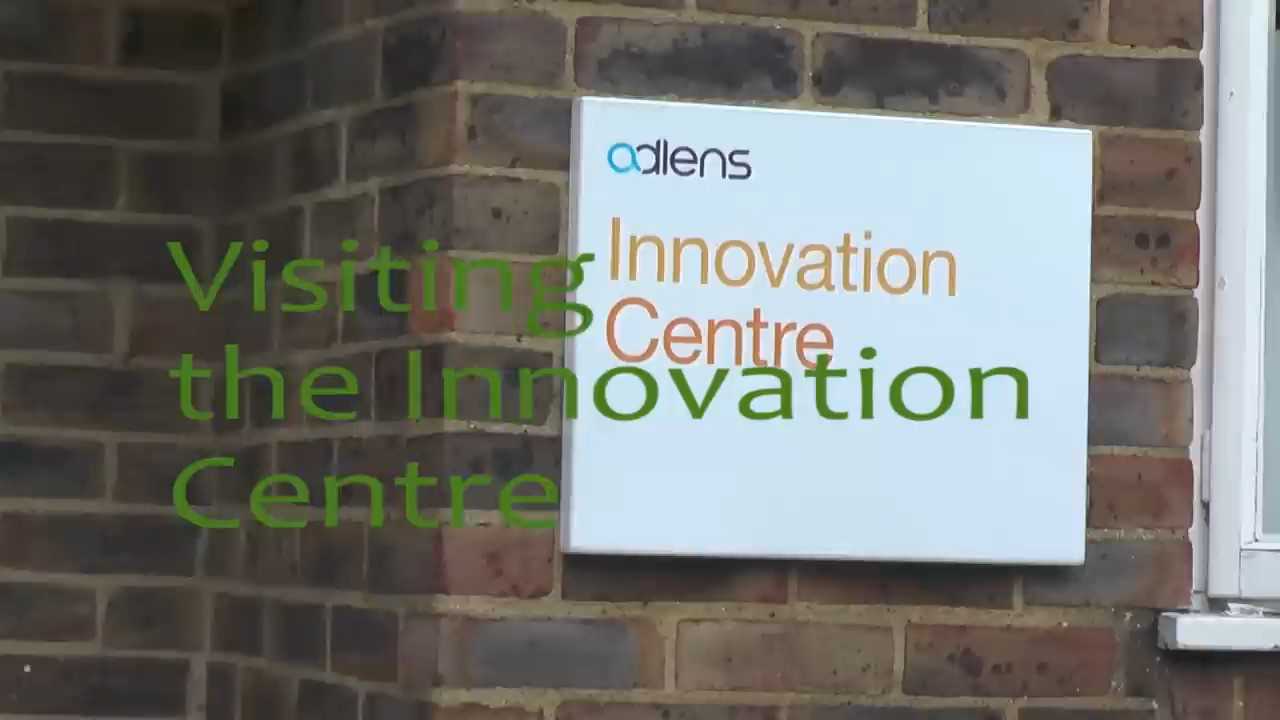 adlens
Innovation
Centre
Visiting
the Innovation
Centre